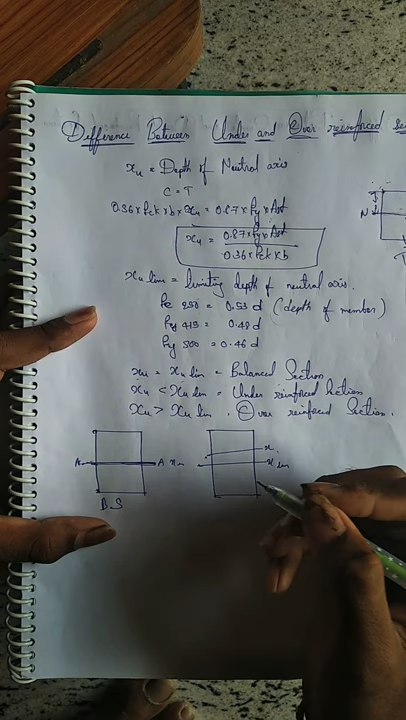 Difference Between Under and Over reinforced se
xu = Depth of Neutral axis
C = T
0.36 x fck x b x xu = 0.87 x fy x Ast
xu = 0.87 x fy x Ast / 0.36 x fck x b
xu lim = limiting depth of neutral axis.
fe 250 = 0.53 d (depth of member)
fy 415 = 0.48 d
fy 500 = 0.46 d
xu = xu lim = Balanced Section
xu < xu lim = Under reinforced Section
xu > xu lim . Over reinforced Section.
N
T
A A
x
x lim
B.S